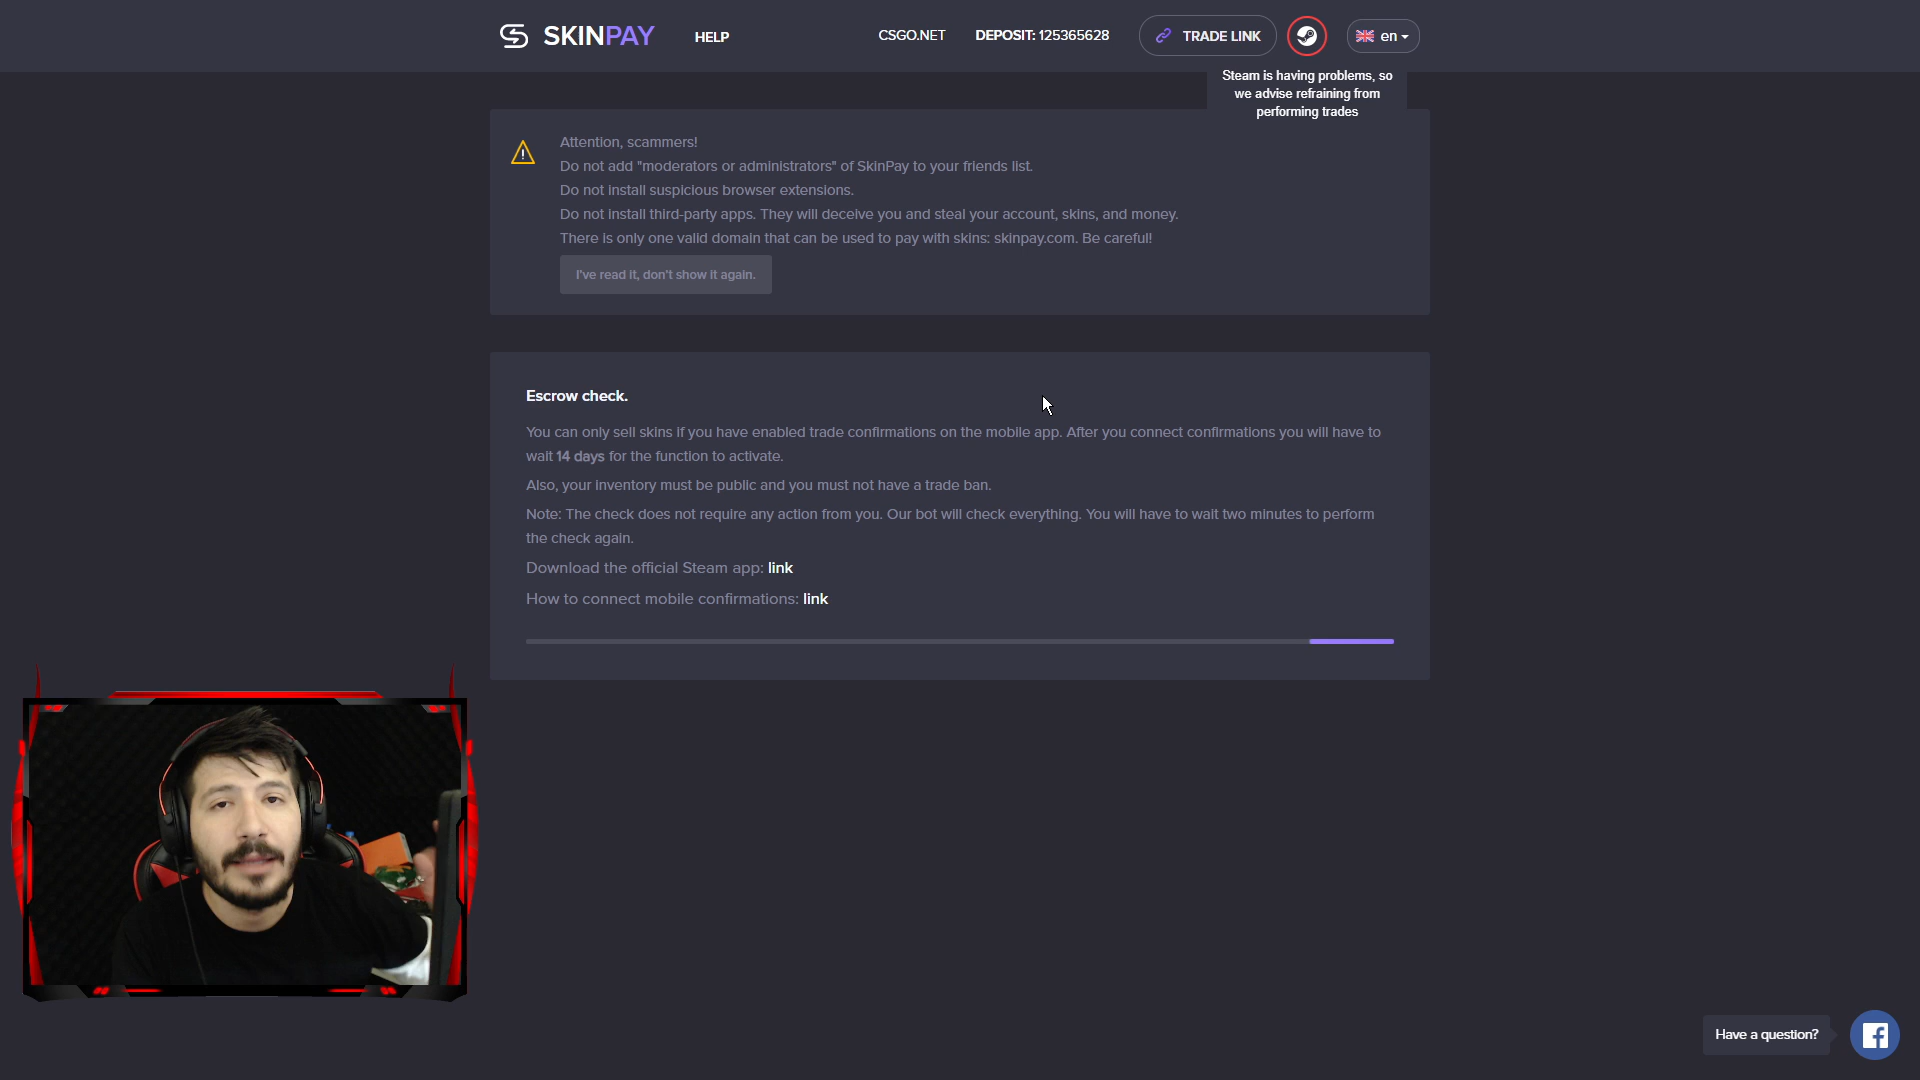 SKINPAY HELP CSGO.NET DEPOSIT: 125365628 TRADE LINK en
Steam is having problems, so
we advise refraining from
performing trades
Attention, scammers!
Do not add "moderators or administrators" of SkinPay to your friends list.
Do not install suspicious browser extensions.
Do not install third-party apps. They will deceive you and steal your account, skins, and money.
There is only one valid domain that can be used to pay with skins: skinpay.com. Be careful!
I've read it, don't show it again.
Escrow check.
You can only sell skins if you have enabled trade confirmations on the mobile app. After you connect confirmations you will have to
wait 14 days for the function to activate.
Also, your inventory must be public and you must not have a trade ban.
Note: The check does not require any action from you. Our bot will check everything. You will have to wait two minutes to perform
the check again.
Download the official Steam app: link
How to connect mobile confirmations: link
Have a question?